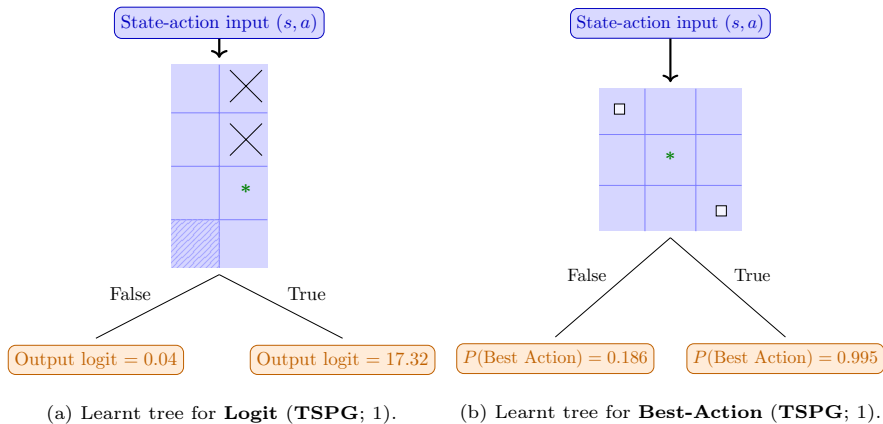 State-action input (s, a)
*
False
True
Output logit = 0.04
Output logit = 17.32
(a) Learnt tree for Logit (TSPG; 1).
State-action input (s, a)
*
False
True
P(Best Action) = 0.186
P(Best Action) = 0.995
(b) Learnt tree for Best-Action (TSPG; 1).